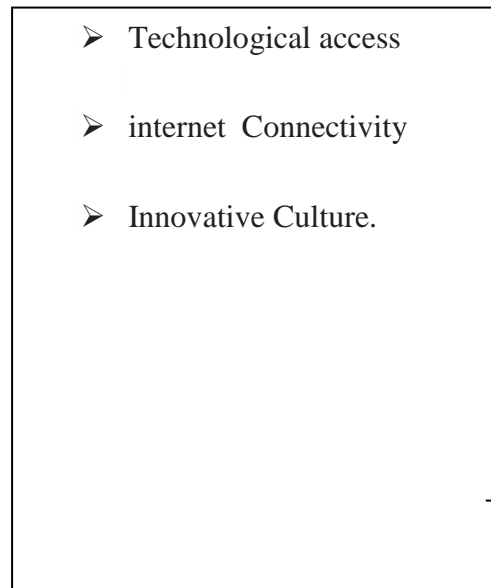 ➢ Technological access
➢ internet Connectivity
➢ Innovative Culture.